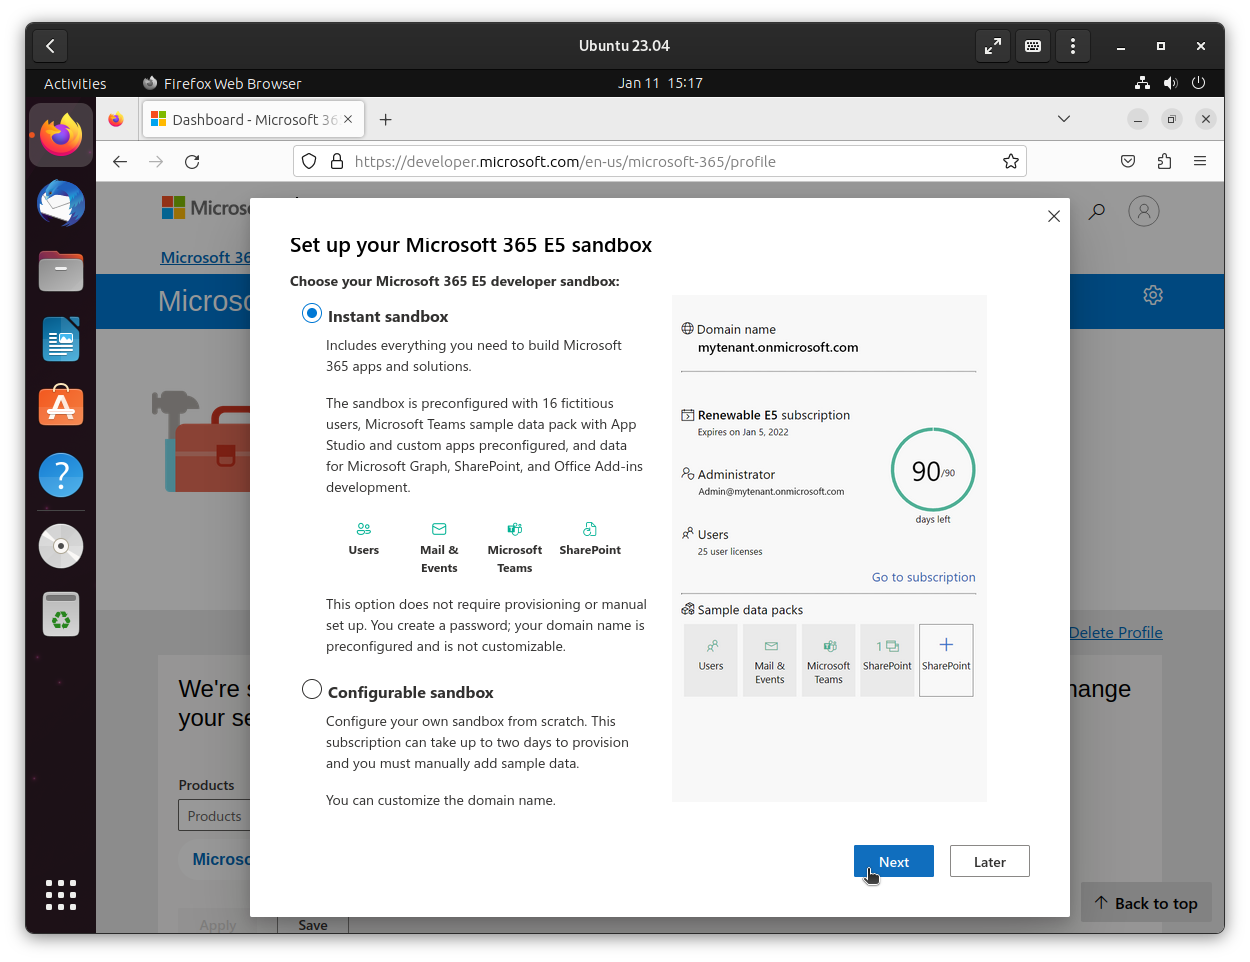 Ubuntu 23.04
Activities
Firefox Web Browser
Jan 11 15:17
Dashboard - Microsoft 36
https://developer.microsoft.com/en-us/microsoft-365/profile
Microsoft 36
Set up your Microsoft 365 E5 sandbox
Choose your Microsoft 365 E5 developer sandbox:
Instant sandbox
Includes everything you need to build Microsoft
365 apps and solutions.
The sandbox is preconfigured with 16 fictitious
users, Microsoft Teams sample data pack with App
Studio and custom apps preconfigured, and data
for Microsoft Graph, SharePoint, and Office Add-ins
development.
Users
Mail &
Events
Microsoft
Teams
SharePoint
This option does not require provisioning or manual
set up. You create a password; your domain name is
preconfigured and is not customizable.
Configurable sandbox
Configure your own sandbox from scratch. This
subscription can take up to two days to provision
and you must manually add sample data.
You can customize the domain name.
Domain name
mytenant.onmicrosoft.com
Renewable E5 subscription
Expires on Jan 5, 2022
Administrator
Admin@mytenant.onmicrosoft.com
90/90
days left
Users
25 user licenses
Go to subscription
Sample data packs
Users
Mail &
Events
Microsoft
Teams
1
SharePoint
SharePoint
Next
Later
Delete Profile
We're
your
Products
Products
Apply
Save
Back to top